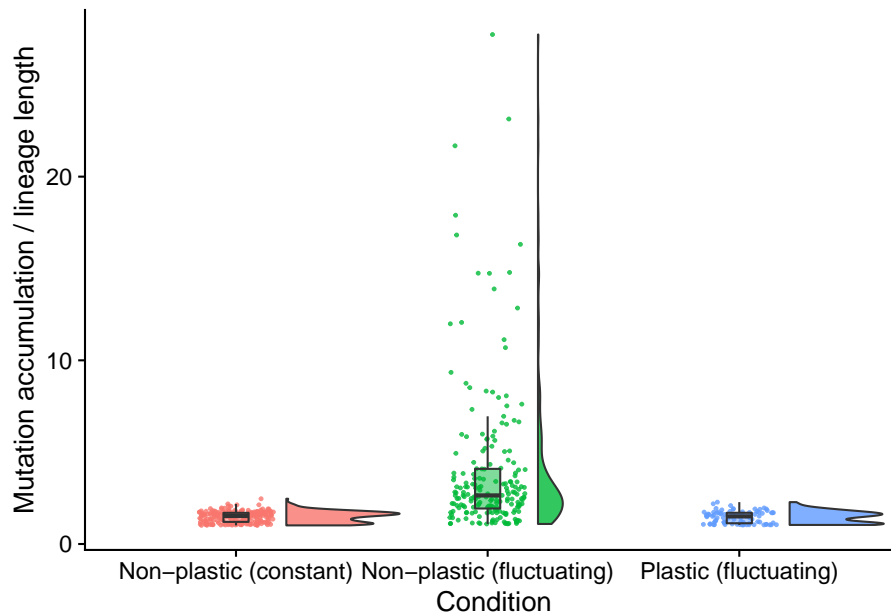 Mutation accumulation / lineage length
20
10
0
Non−plastic (constant) Non−plastic (fluctuating) Plastic (fluctuating)
Condition